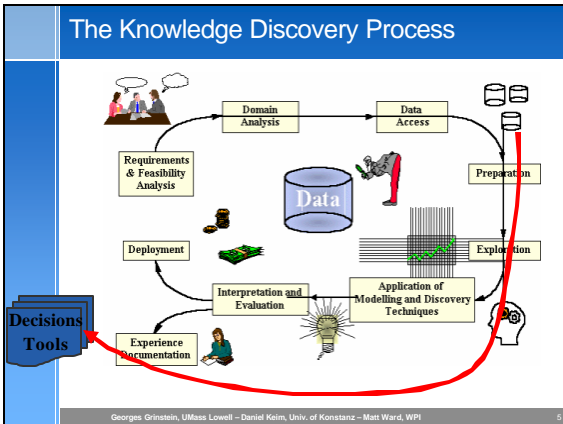 The Knowledge Discovery Process
Domain
Analysis
Data
Access
Requirements
& Feasibility
Analysis
Preparation
Data
Deployment
Exploration
Interpretation and
Evaluation
Application of
Modelling and Discovery
Techniques
Decisions
Tools
Experience
Documentation
Georges Grinstein, UMass Lowell – Daniel Keim, Univ. of Konstanz – Matt Ward, WPI
5